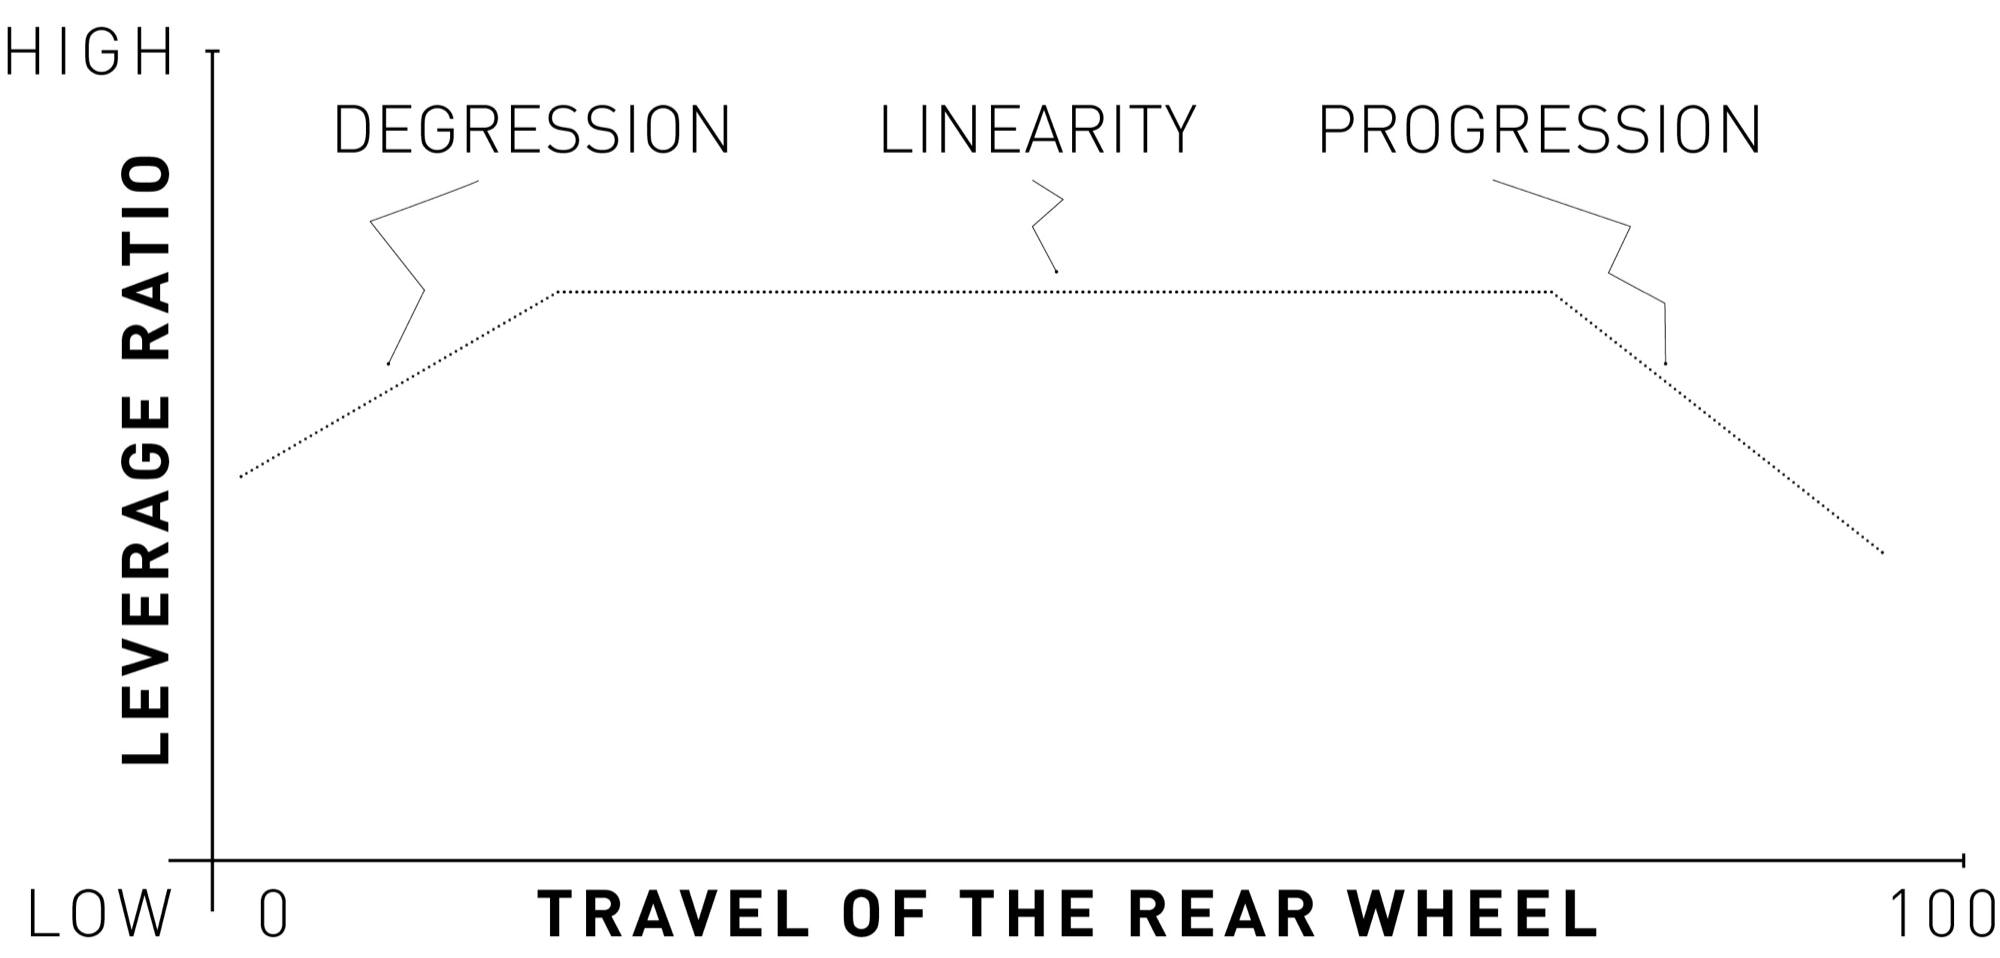 HIGH
DEGRESSION
LINEARITY
PROGRESSION
LEVERAGE RATIO
LOW
0
TRAVEL OF THE REAR WHEEL
100